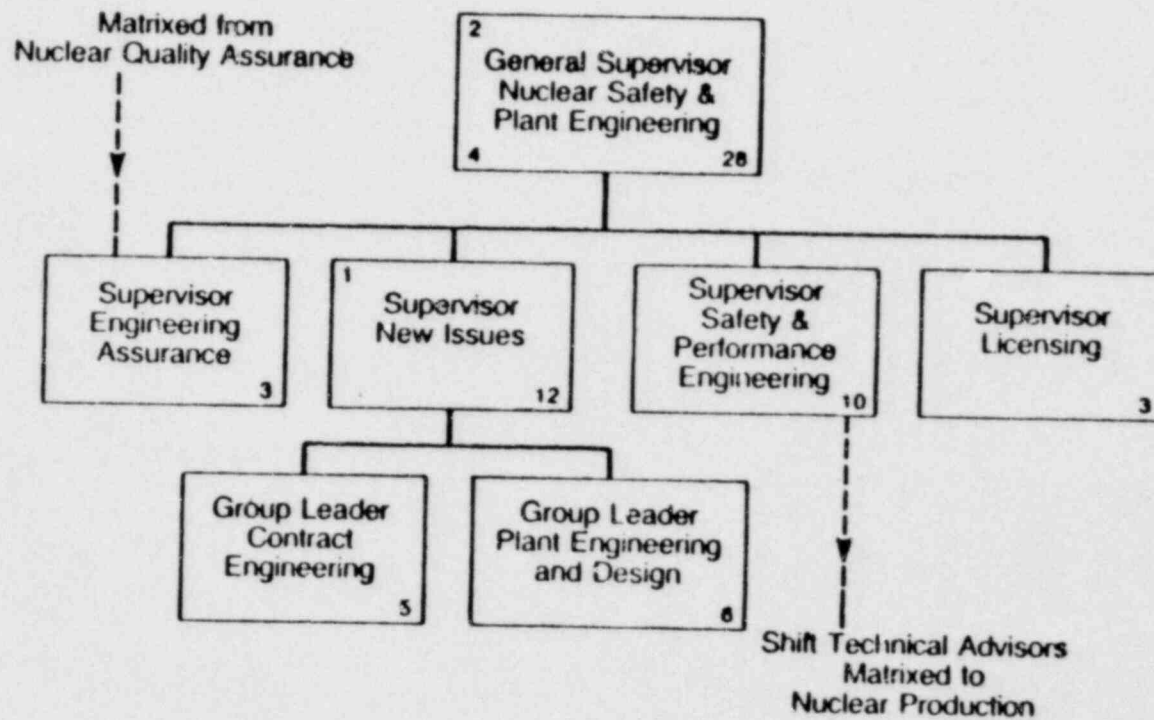 Matrixed from
Nuclear Quality Assurance
2
General Supervisor
Nuclear Safety &
Plant Engineering
4
28
Supervisor
Engineering
Assurance
3
1
Supervisor
New Issues
12
Supervisor
Safety &
Performance
Engineering
10
Supervisor
Licensing
3
Group Leader
Contract
Engineering
5
Group Leader
Plant Engineering
and Design
6
Shift Technical Advisors
Matrixed to
Nuclear Production